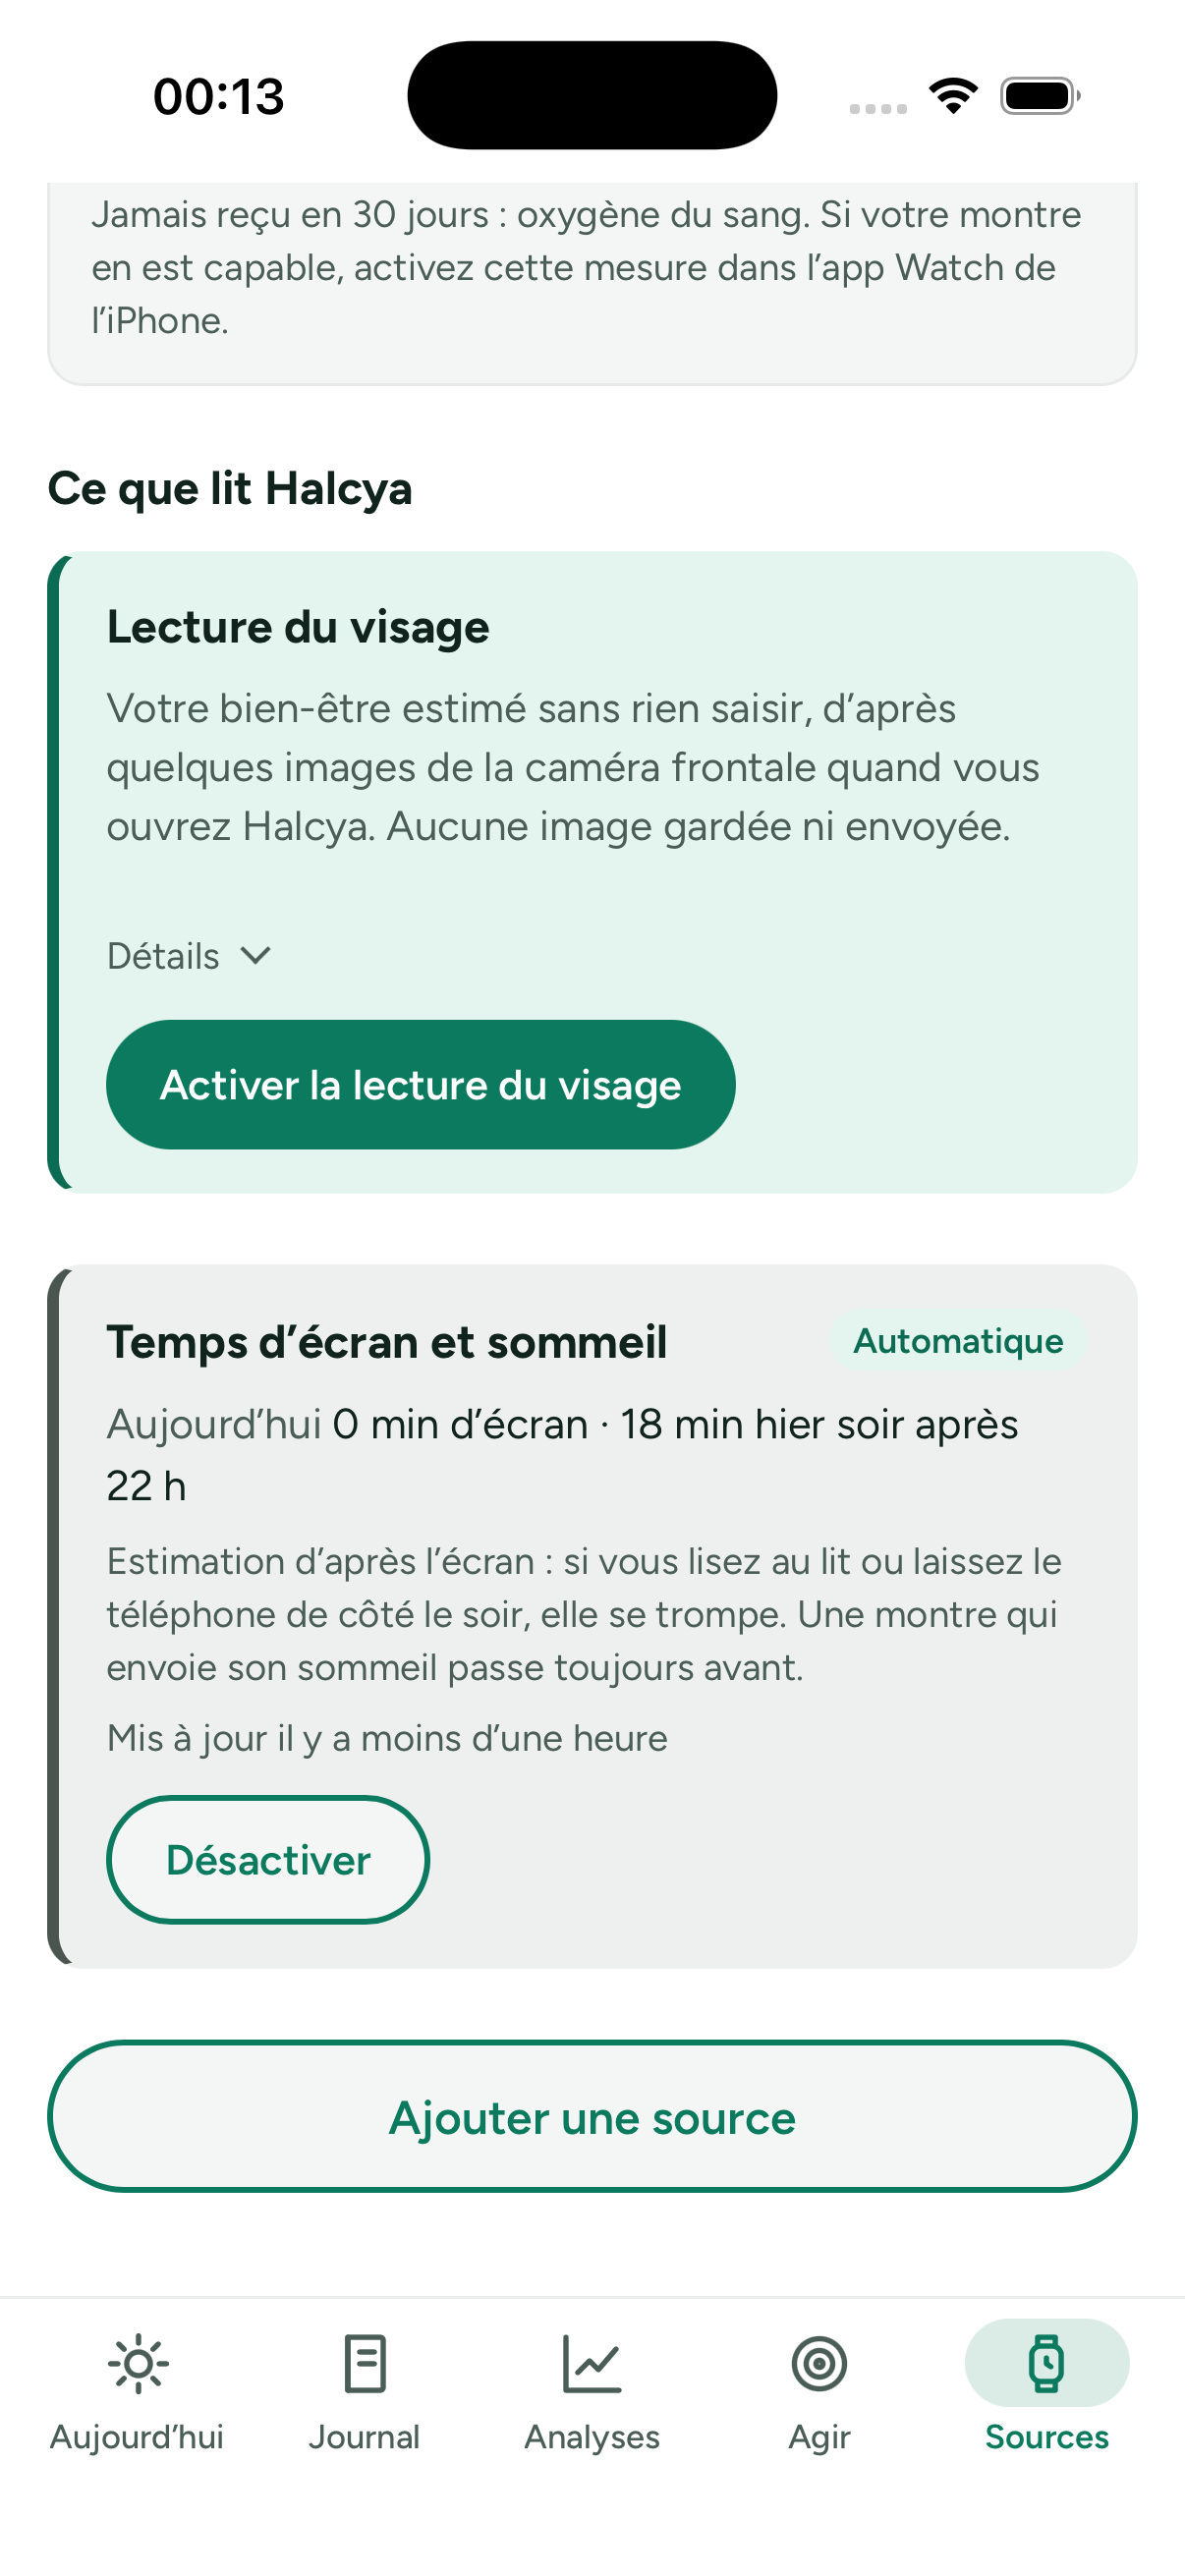 00:13
Jamais reçu en 30 jours : oxygène du sang. Si votre montre
en est capable, activez cette mesure dans l’app Watch de
l’iPhone.
Ce que lit Halcya
Lecture du visage
Votre bien-être estimé sans rien saisir, d’après
quelques images de la caméra frontale quand vous
ouvrez Halcya. Aucune image gardée ni envoyée.
Détails
Activer la lecture du visage
Temps d’écran et sommeil
Automatique
Aujourd’hui 0 min d’écran · 18 min hier soir après
22 h
Estimation d’après l’écran : si vous lisez au lit ou laissez le
téléphone de côté le soir, elle se trompe. Une montre qui
envoie son sommeil passe toujours avant.
Mis à jour il y a moins d’une heure
Désactiver
Ajouter une source
Aujourd’hui
Journal
Analyses
Agir
Sources